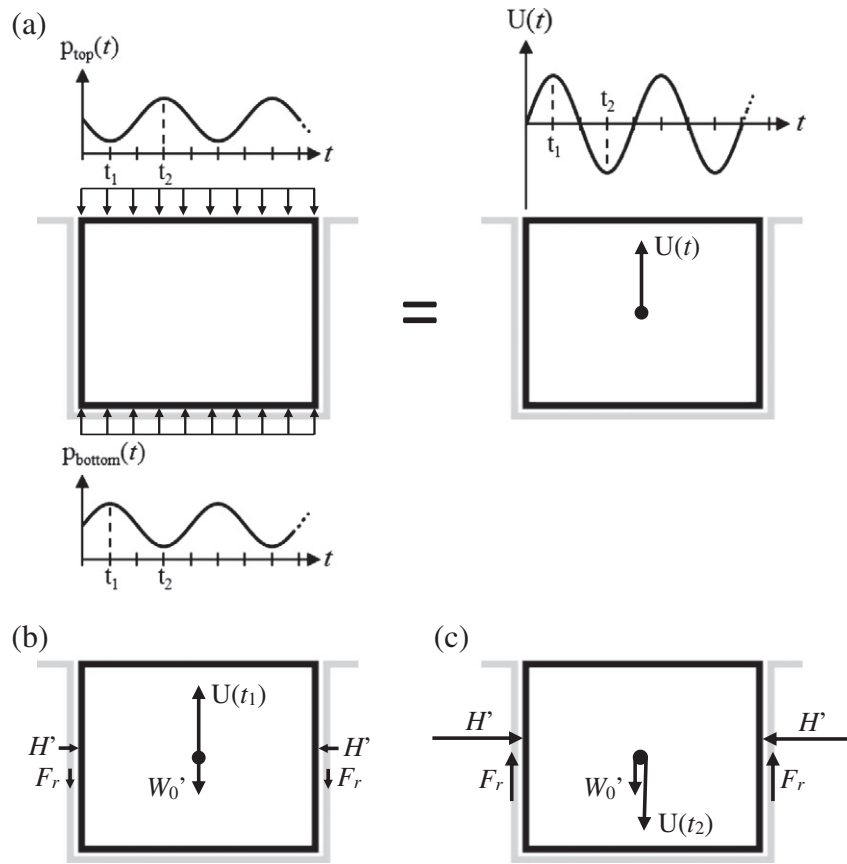 (a)
p_top(t)
t
t₁
t₂
U(t)
t₂
t
t₁
U(t)
=
p_bottom(t)
t
t₁
t₂
(b)
U(t₁)
H'
H'
F_r
F_r
W₀'
(c)
H'
H'
F_r
F_r
W₀'
U(t₂)